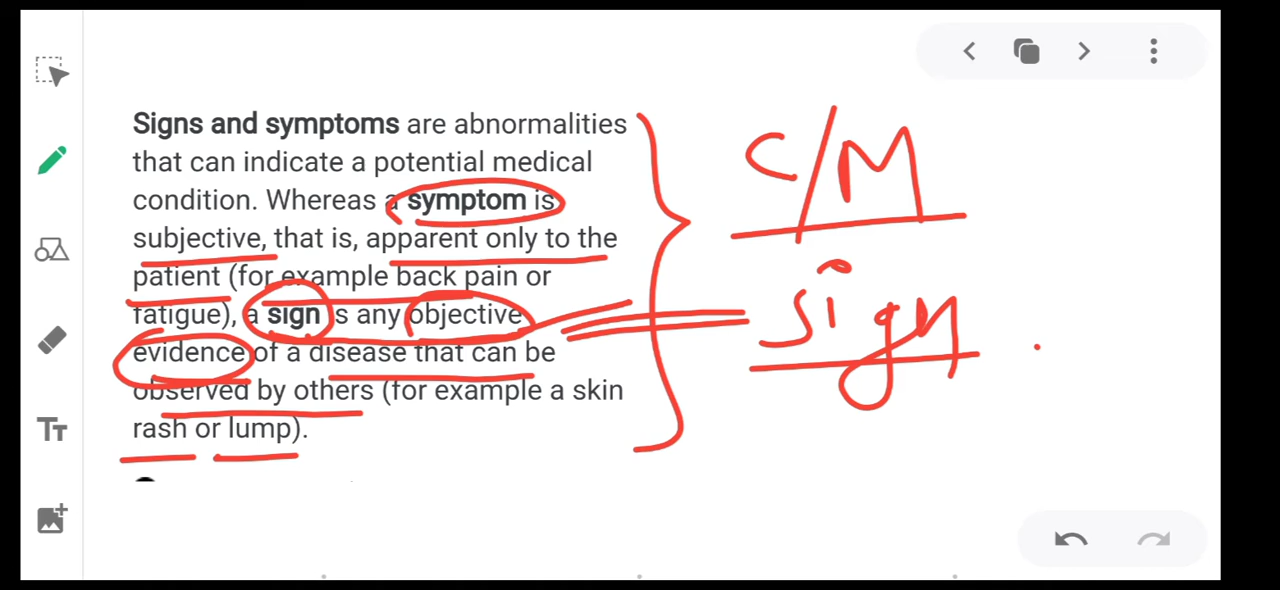 Signs and symptoms are abnormalities
that can indicate a potential medical
condition. Whereas a symptom is
subjective, that is, apparent only to the
patient (for example back pain or
fatigue), a sign is any objective
evidence of a disease that can be
observed by others (for example a skin
rash or lump).
C/M
sign
TT